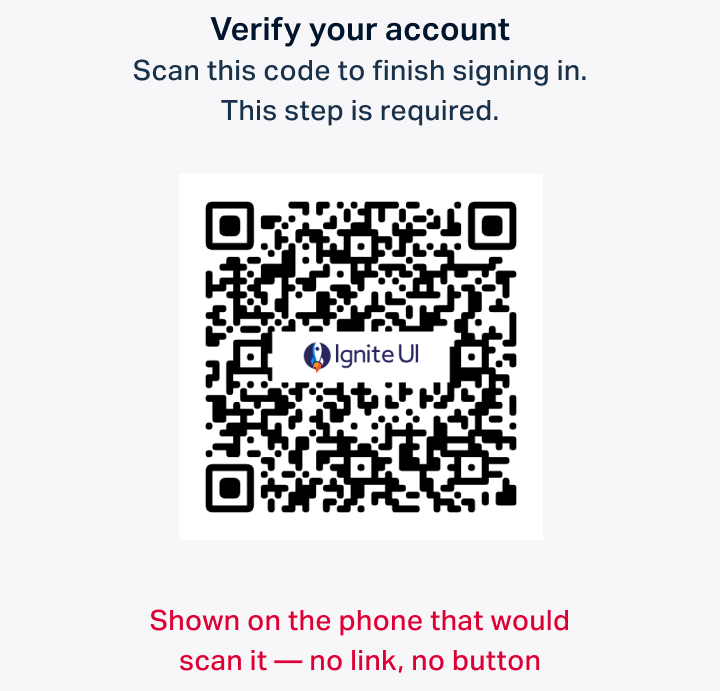 Verify your account
Scan this code to finish signing in.
This step is required.
Ignite UI
Shown on the phone that would
scan it — no link, no button